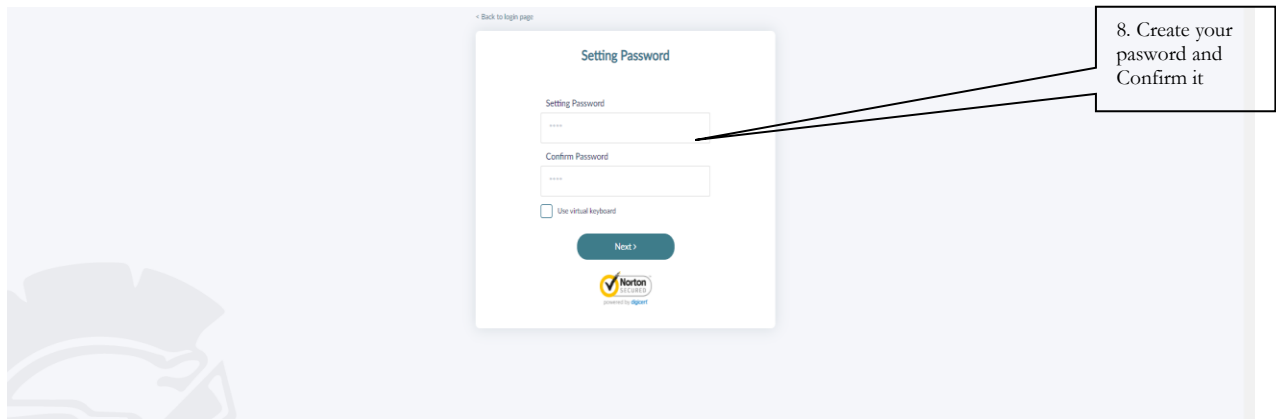 < Back to login page
8. Create your
pasword and
Confirm it
Setting Password
Setting Password
****
Confirm Password
****
Use virtual keyboard
Next >
Norton
SECURED
powered by digicert